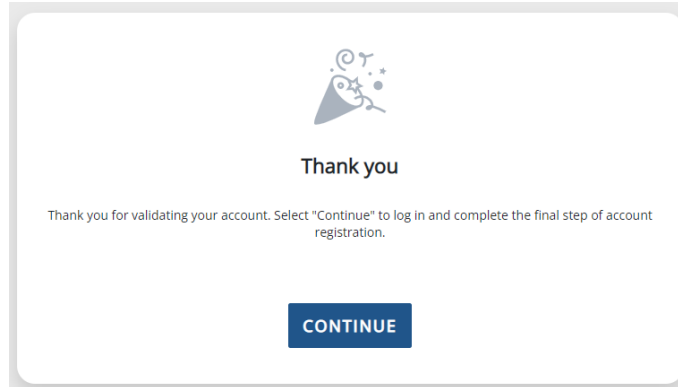 Thank you
Thank you for validating your account. Select "Continue" to log in and complete the final step of account
registration.
CONTINUE